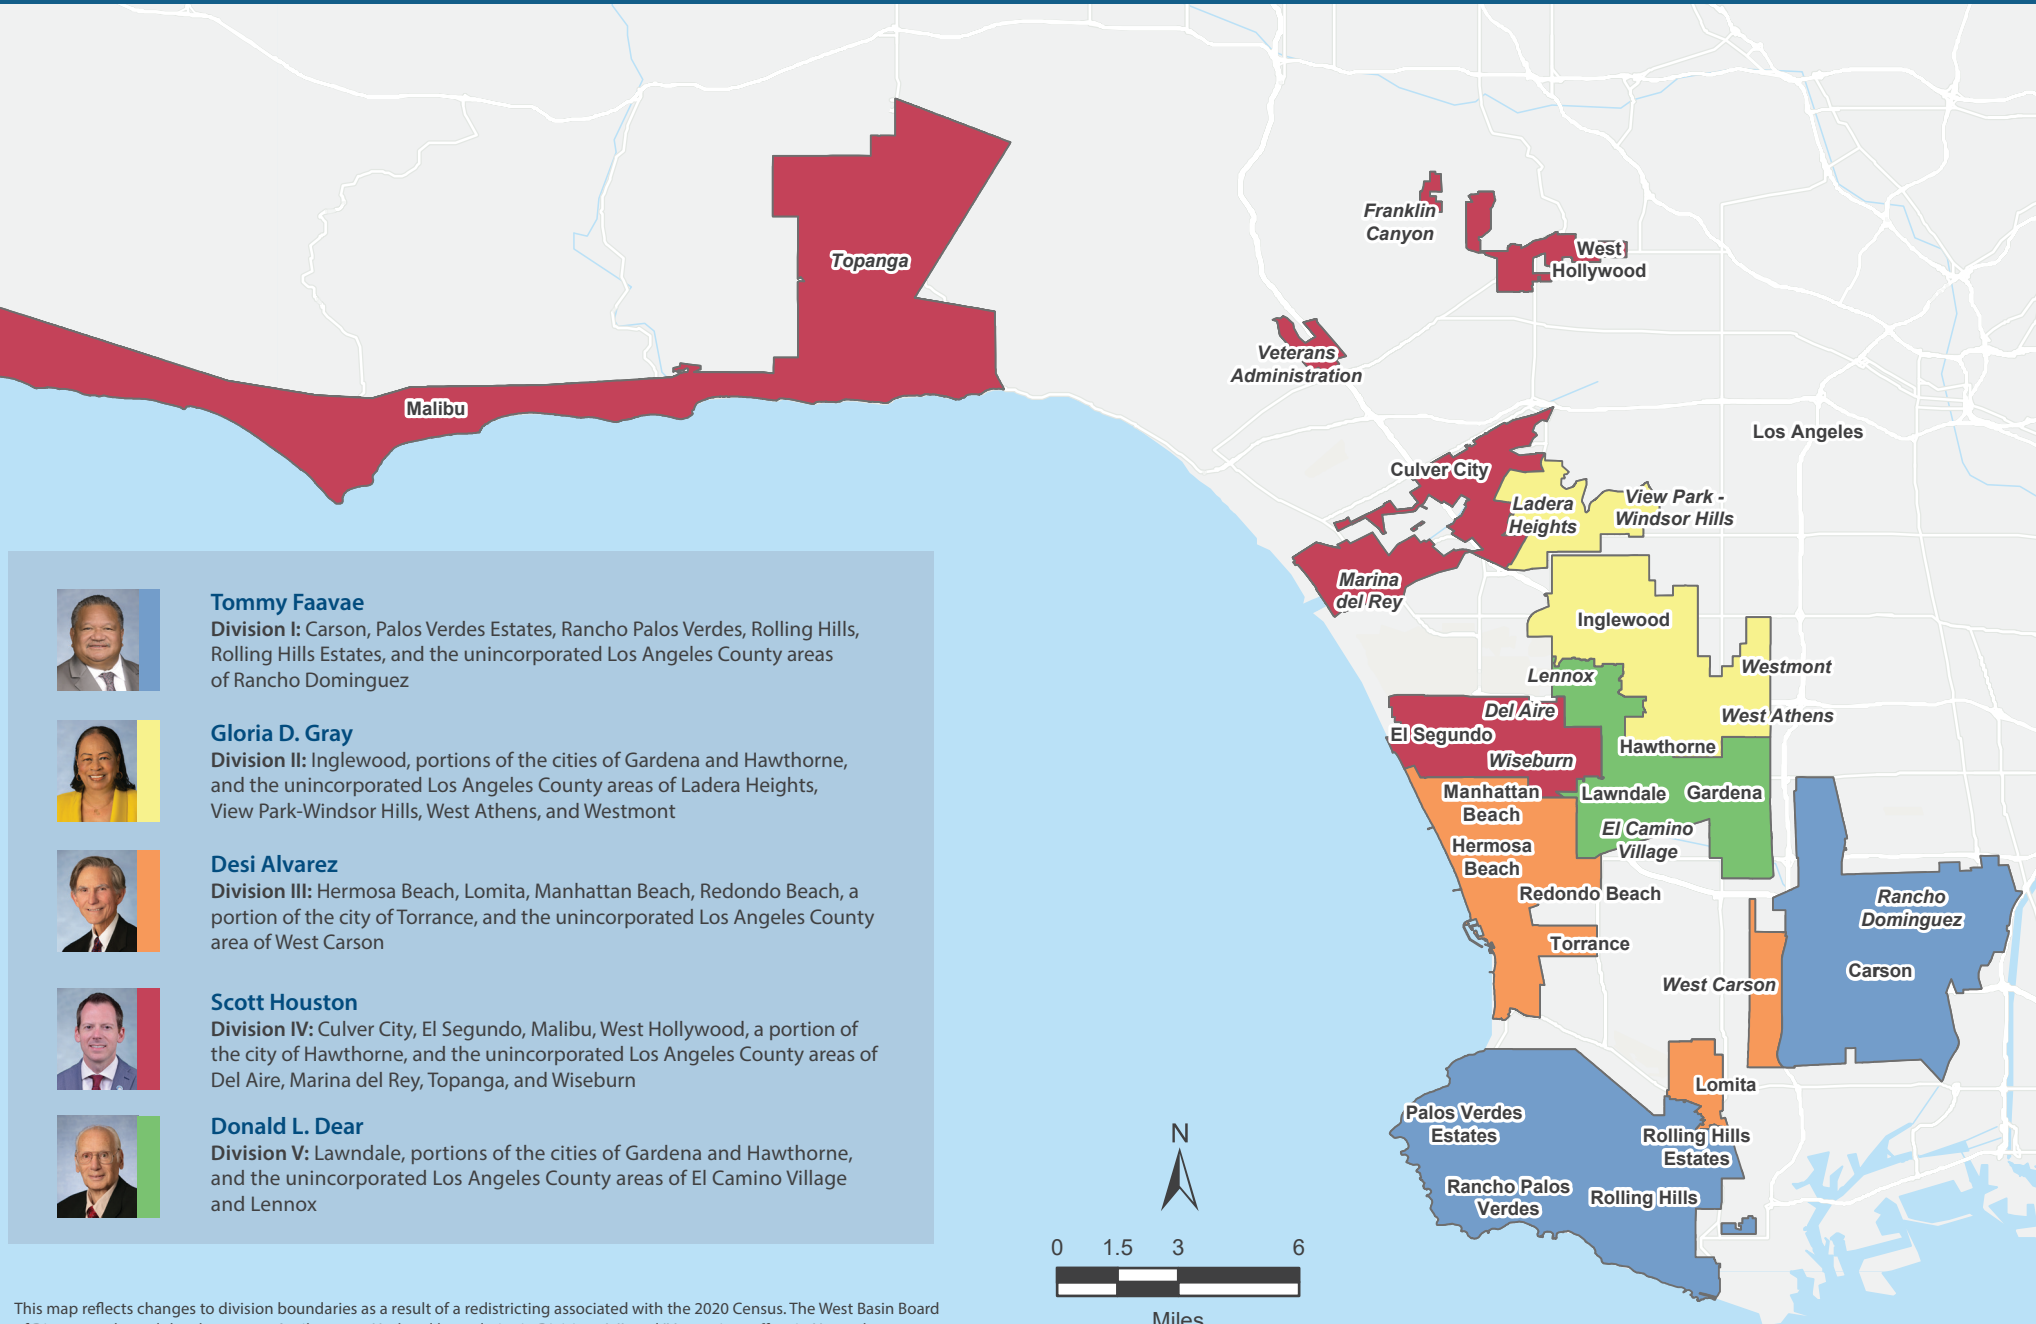 Topanga
Malibu
Franklin
Canyon
West
Hollywood
Veterans
Administration
Los Angeles
Culver City
Ladera
Heights
View Park -
Windsor Hills
Marina
del Rey
Inglewood
Westmont
Lennox
Del Aire
West Athens
El Segundo
Hawthorne
Wiseburn
Manhattan
Beach
Lawndale
Gardena
El Camino
Village
Hermosa
Beach
Redondo Beach
Rancho
Dominguez
Torrance
Carson
West Carson
Lomita
Palos Verdes
Estates
Rolling Hills
Estates
Rancho Palos
Verdes
Rolling Hills
Tommy Faavae
Division I: Carson, Palos Verdes Estates, Rancho Palos Verdes, Rolling Hills,
Rolling Hills Estates, and the unincorporated Los Angeles County areas
of Rancho Dominguez
Gloria D. Gray
Division II: Inglewood, portions of the cities of Gardena and Hawthorne,
and the unincorporated Los Angeles County areas of Ladera Heights,
View Park-Windsor Hills, West Athens, and Westmont
Desi Alvarez
Division III: Hermosa Beach, Lomita, Manhattan Beach, Redondo Beach, a
portion of the city of Torrance, and the unincorporated Los Angeles County
area of West Carson
Scott Houston
Division IV: Culver City, El Segundo, Malibu, West Hollywood, a portion of
the city of Hawthorne, and the unincorporated Los Angeles County areas of
Del Aire, Marina del Rey, Topanga, and Wiseburn
Donald L. Dear
Division V: Lawndale, portions of the cities of Gardena and Hawthorne,
and the unincorporated Los Angeles County areas of El Camino Village
and Lennox
N
0 1.5 3 6
Miles
This map reflects changes to division boundaries as a result of a redistricting associated with the 2020 Census. The West Basin Board